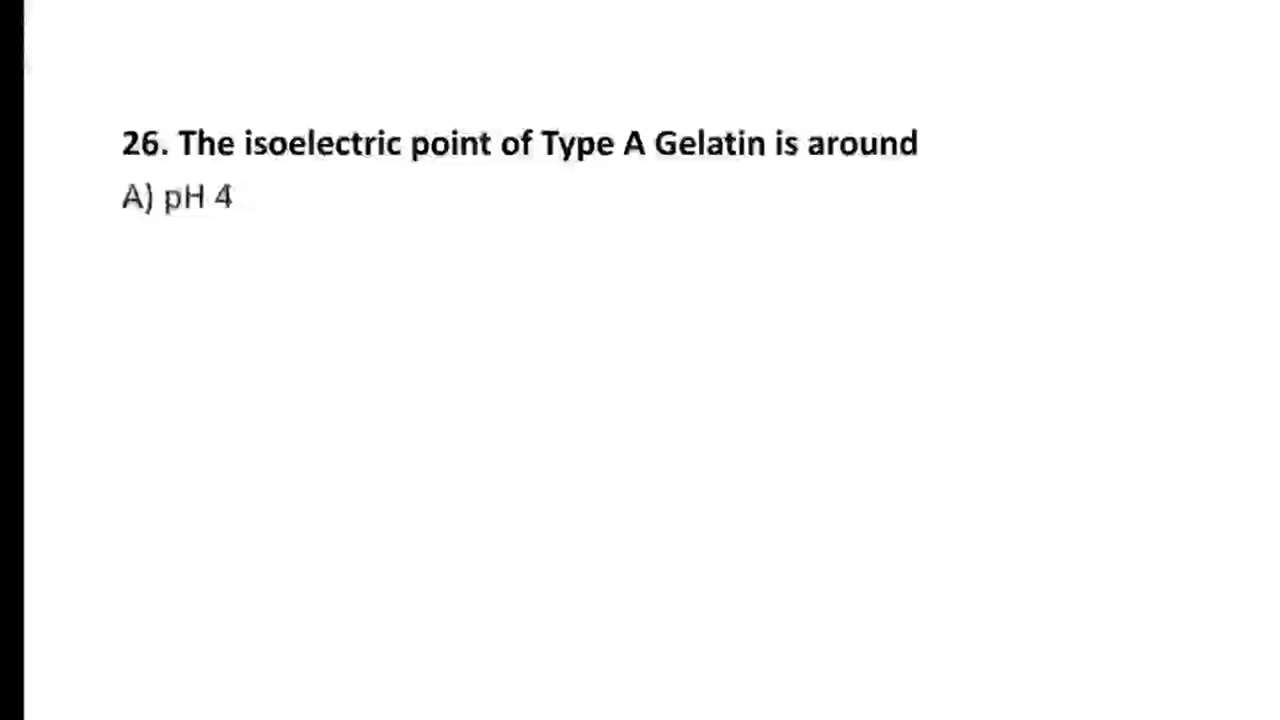 26. The isoelectric point of Type A Gelatin is around
A) pH 4